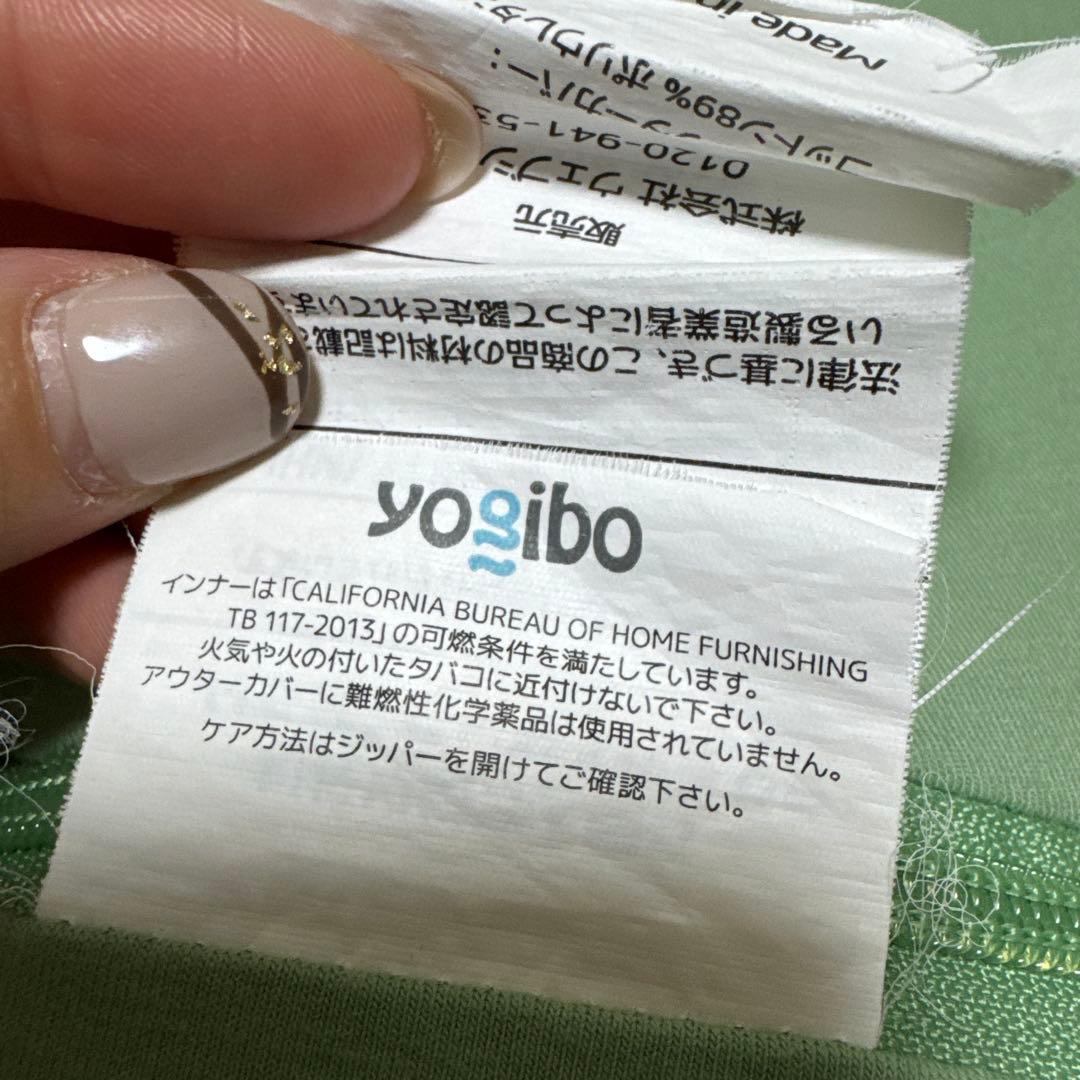 yogibo
インナーは「CALIFORNIA BUREAU OF HOME FURNISHING
TB 117-2013」の可燃条件を満たしています。
火気や火の付いたタバコに近付けないで下さい。
アウターカバーに難燃性化学薬品は使用されていません。
ケア方法はジッパーを開けてご確認下さい。
法律に基づき、この商品の材料は記載
いる製造業者によって認定されていま
販売元
株式会社 ウェブシ
0120-941-53
ーカバー：
コットン89% ポリウレタ
Made in